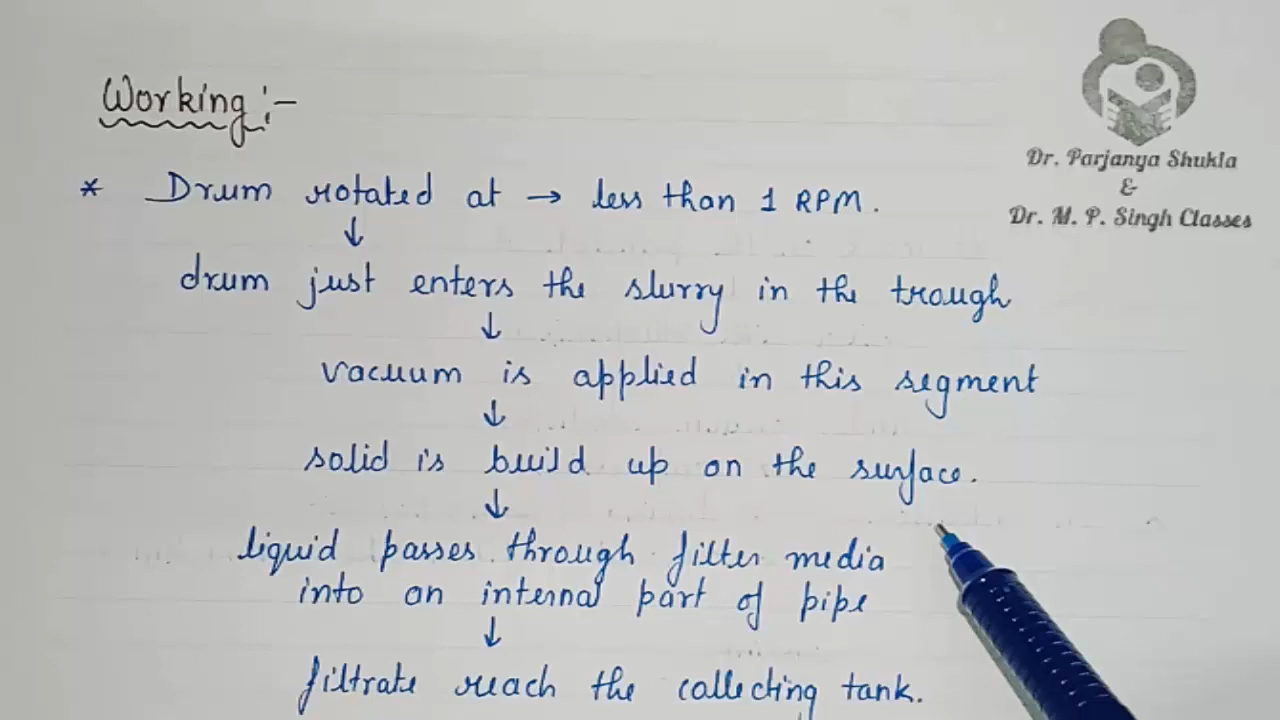 Working :-
Dr. Parjanya Shukla
&
Dr. M. P. Singh Classes
* Drum rotated at → less than 1 RPM.
↓
drum just enters the slurry in the trough
↓
vacuum is applied in this segment
↓
solid is build up on the surface.
↓
liquid passes through filter media
into an internal part of pipe
↓
filtrate reach the collecting tank.